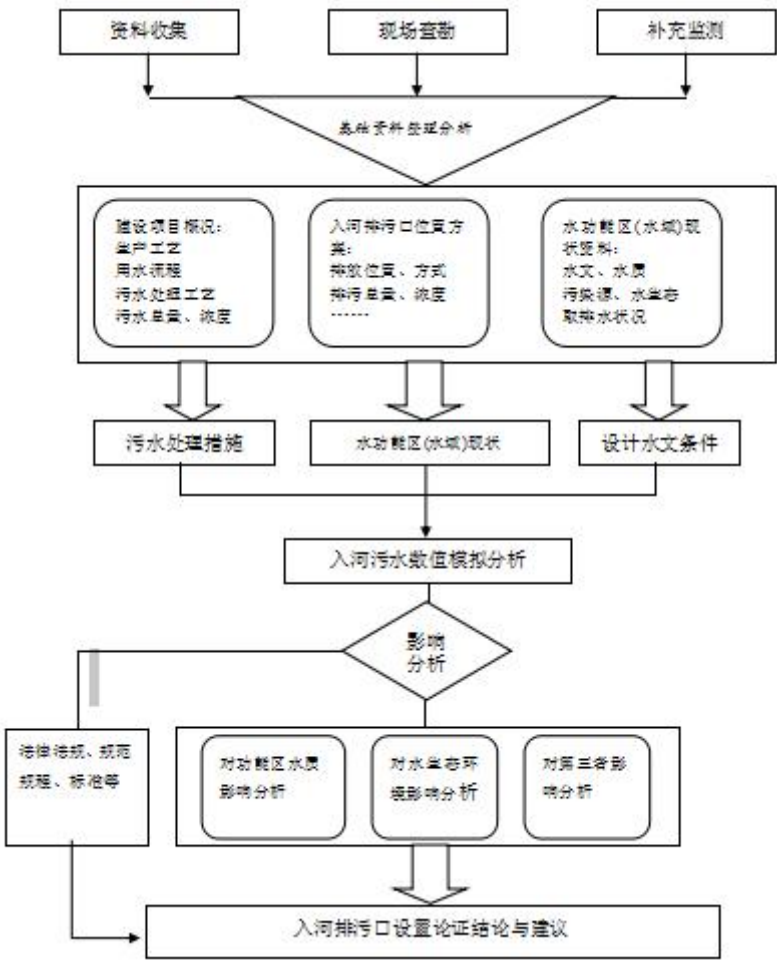 资料收集
现场查勘
补充监测
基础资料整理分析
建设项目概况：
生产工艺
用水流程
污水处理工艺
污水总量、浓度
入河排污口位置方
案：
排放位置、方式
排污总量、浓度
------
水功能区(水域)现
状资料：
水文、水质
污染源、水生态
取排水状况
污水处理措施
水功能区(水域)现状
设计水文条件
入河污水数值模拟分析
影响
分析
法律法规、规范
规程、标准等
对功能区水质
影响分析
对水生态环
境影响分析
对第三者影
响分析
入河排污口设置论证结论与建议